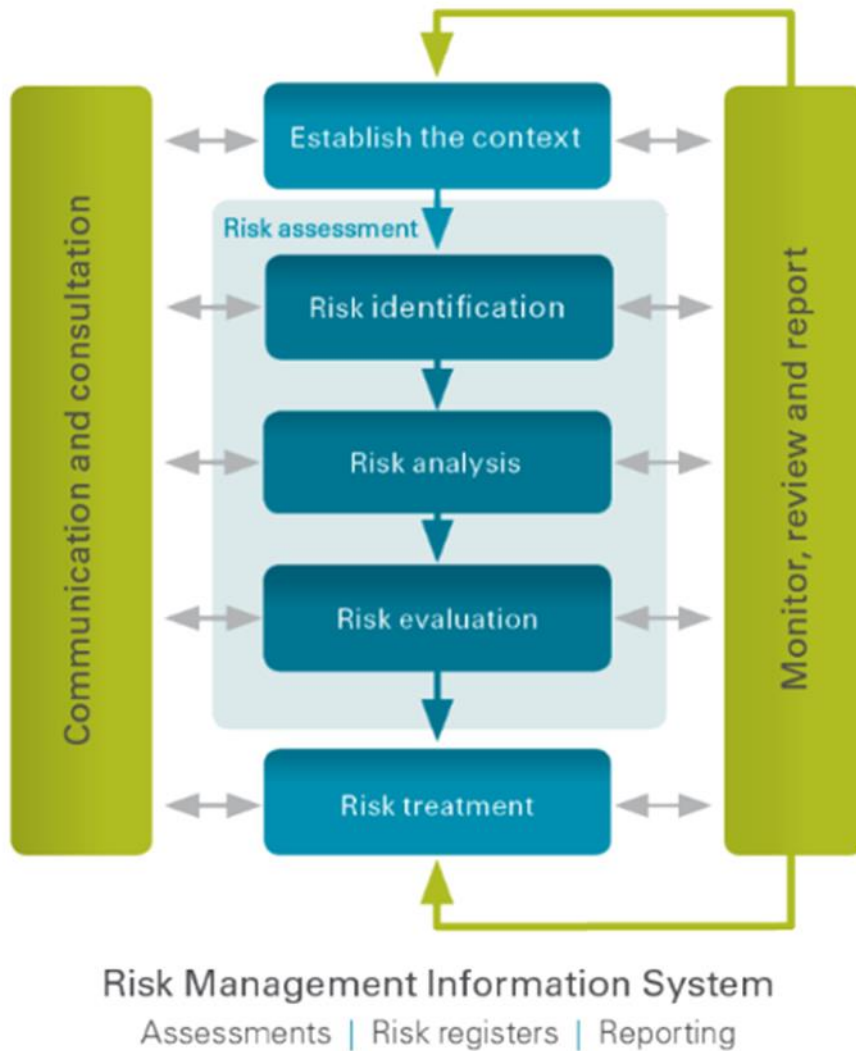 Establish the context
Risk assessment
Risk identification
Risk analysis
Risk evaluation
Risk treatment
Communication and consultation
Monitor, review and report
Risk Management Information System
Assessments | Risk registers | Reporting